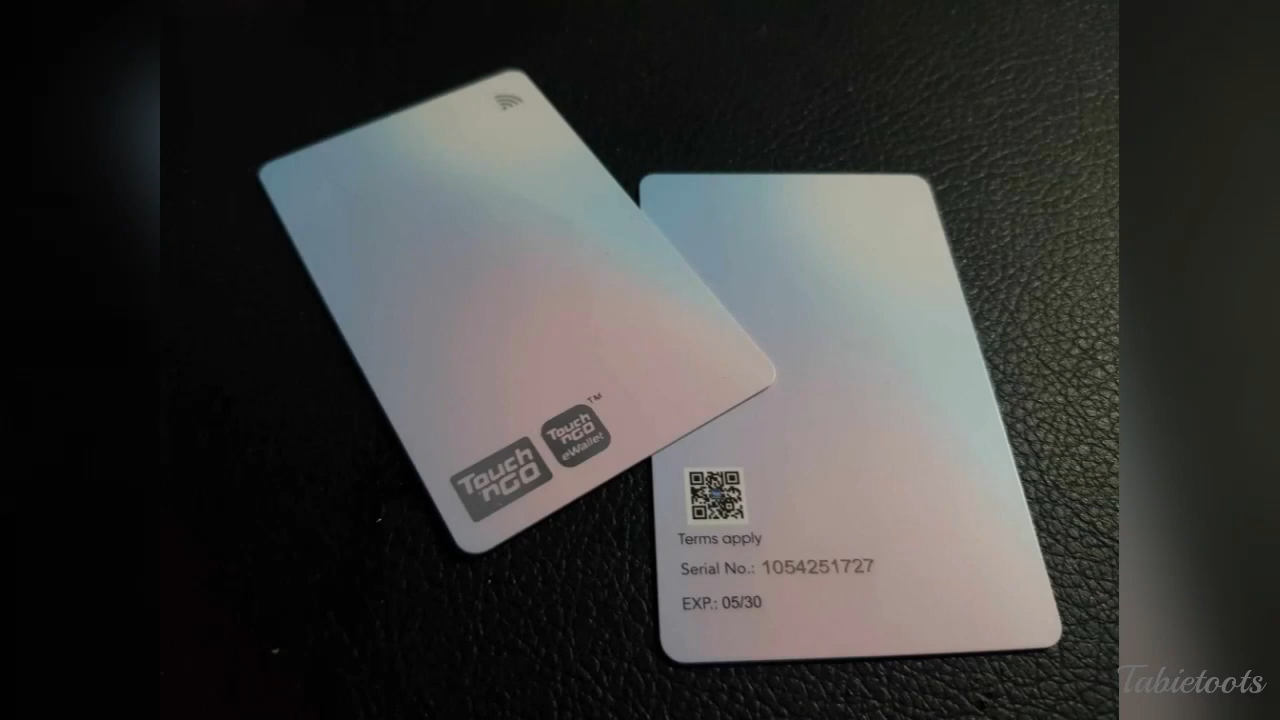 Touch
nGO
Touch
nGO
eWallet
TM
Terms apply
Serial No.: 1054251727
EXP.: 05/30
Tabietoots